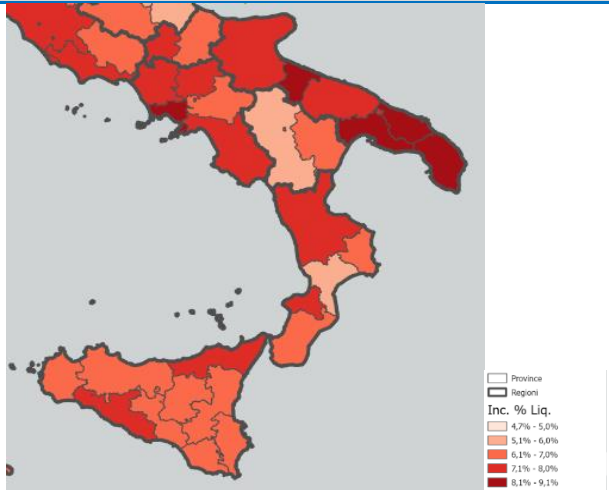 Province
Regioni
Inc. % Liq.
4,7% - 5,0%
5,1% - 6,0%
6,1% - 7,0%
7,1% - 8,0%
8,1% - 9,1%